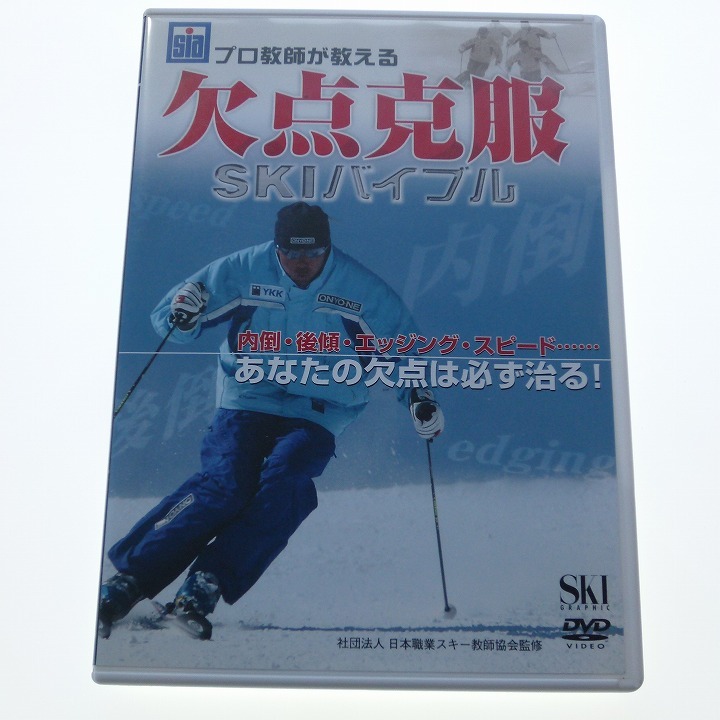 sia
プロ教師が教える
欠点克服
SKIバイブル
speed
内倒
YKK
ONYONE
内倒・後傾・エッジング・スピード……
あなたの欠点は必ず治る!
後倒
edging
SKI
GRAPHIC
DVD
VIDEO
社団法人 日本職業スキー教師協会監修